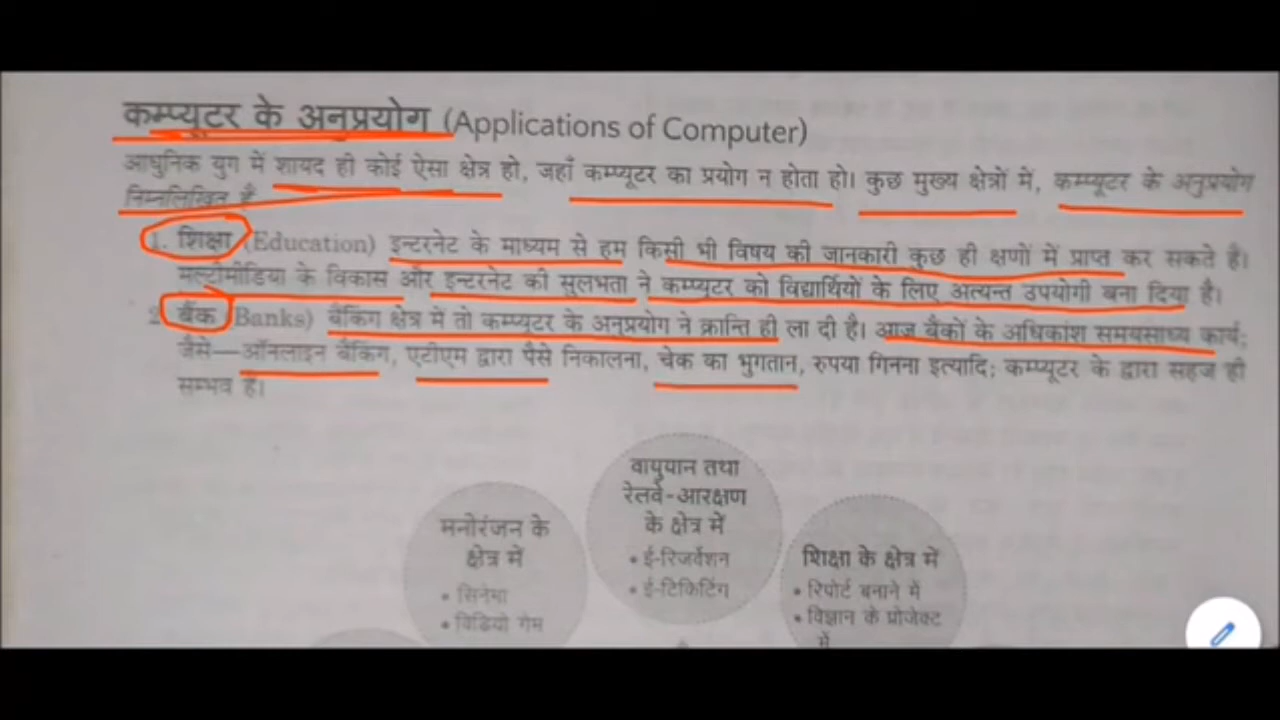 कम्प्यूटर के अनुप्रयोग (Applications of Computer)
आधुनिक युग में शायद ही कोई ऐसा क्षेत्र हो, जहाँ कम्प्यूटर का प्रयोग न होता हो। कुछ मुख्य क्षेत्रों में, कम्प्यूटर के अनुप्रयोग
निम्नलिखित हैं
1. शिक्षा (Education) इन्टरनेट के माध्यम से हम किसी भी विषय की जानकारी कुछ ही क्षणों में प्राप्त कर सकते है।
मल्टीमीडिया के विकास और इन्टरनेट की सुलभता ने कम्प्यूटर को विद्यार्थियों के लिए अत्यन्त उपयोगी बना दिया है।
2. बैंक (Banks) बैंकिंग क्षेत्र में तो कम्प्यूटर के अनुप्रयोग ने क्रान्ति ही ला दी है। आज बैंकों के अधिकांश समयसाध्य कार्य;
जैसे—ऑनलाइन बैंकिंग, एटीएम द्वारा पैसे निकालना, चेक का भुगतान, रुपया गिनना इत्यादि; कम्प्यूटर के द्वारा सहज ही
सम्भव है।
मनोरंजन के
क्षेत्र में
• सिनेमा
• विडियो गेम
वायुयान तथा
रेलवे-आरक्षण
के क्षेत्र में
• ई-रिजर्वेशन
• ई-टिकिटिंग
शिक्षा के क्षेत्र में
• रिपोर्ट बनाने में
• विज्ञान के प्रोजेक्ट
में